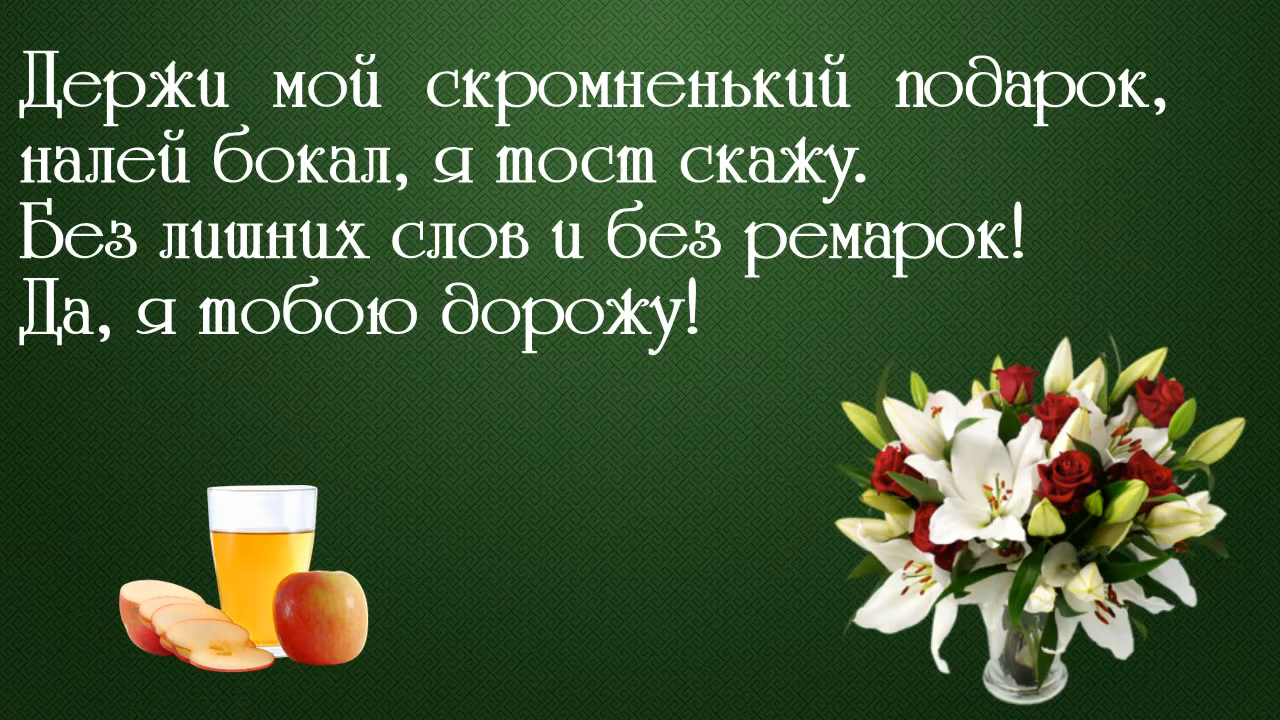 Держи мой скромненький подарок,
налей бокал, я тост скажу.
Без лишних слов и без ремарок!
Да, я тобою дорожу!